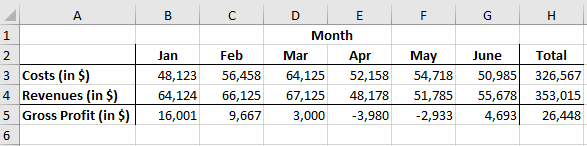 A B C D E F G H
1 Month
2 Jan Feb Mar Apr May June Total
3 Costs (in $) 48,123 56,458 64,125 52,158 54,718 50,985 326,567
4 Revenues (in $) 64,124 66,125 67,125 48,178 51,785 55,678 353,015
5 Gross Profit (in $) 16,001 9,667 3,000 -3,980 -2,933 4,693 26,448
6